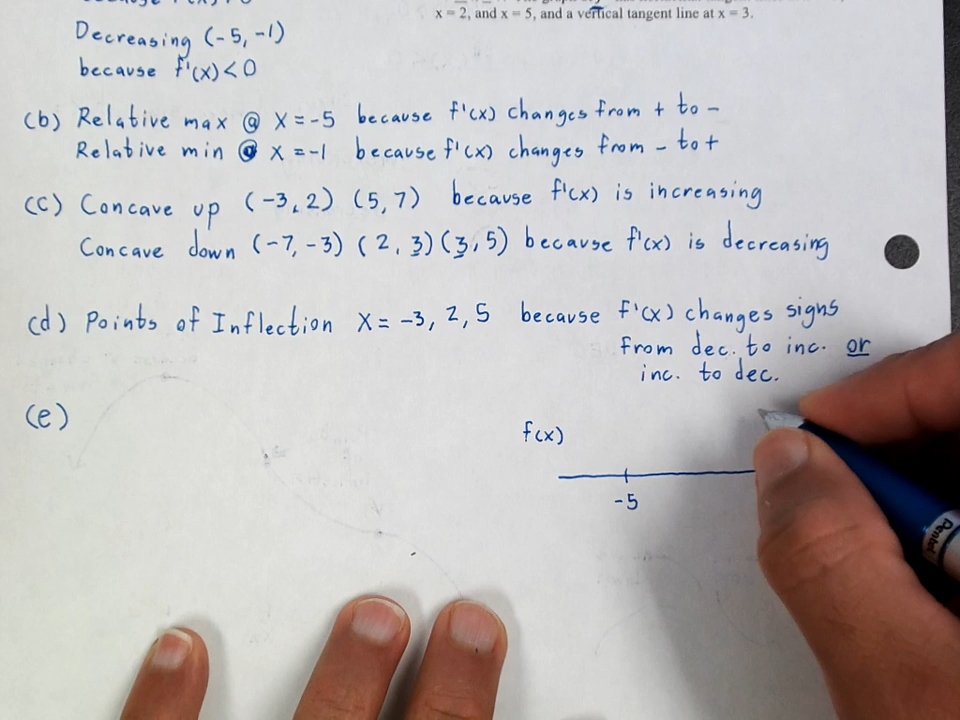 x = 2, and x = 5, and a vertical tangent line at x = 3.
Decreasing (-5, -1)
because f'(x) < 0
(b) Relative max @ x = -5 because f'(x) changes from + to -
Relative min @ x = -1 because f'(x) changes from - to +
(c) Concave up (-3, 2) (5, 7) because f'(x) is increasing
Concave down (-7, -3) (2, 3) (3, 5) because f'(x) is decreasing
(d) Points of Inflection X = -3, 2, 5 because f'(x) changes signs
from dec. to inc. or
inc. to dec.
(e)
f(x)
-5
Pentel